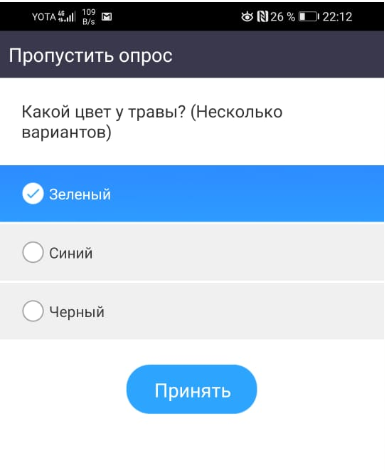 YOTA 4G 109 B/s 26 % 22:12
Пропустить опрос
Какой цвет у травы? (Несколько
вариантов)
Зеленый
Синий
Черный
Принять